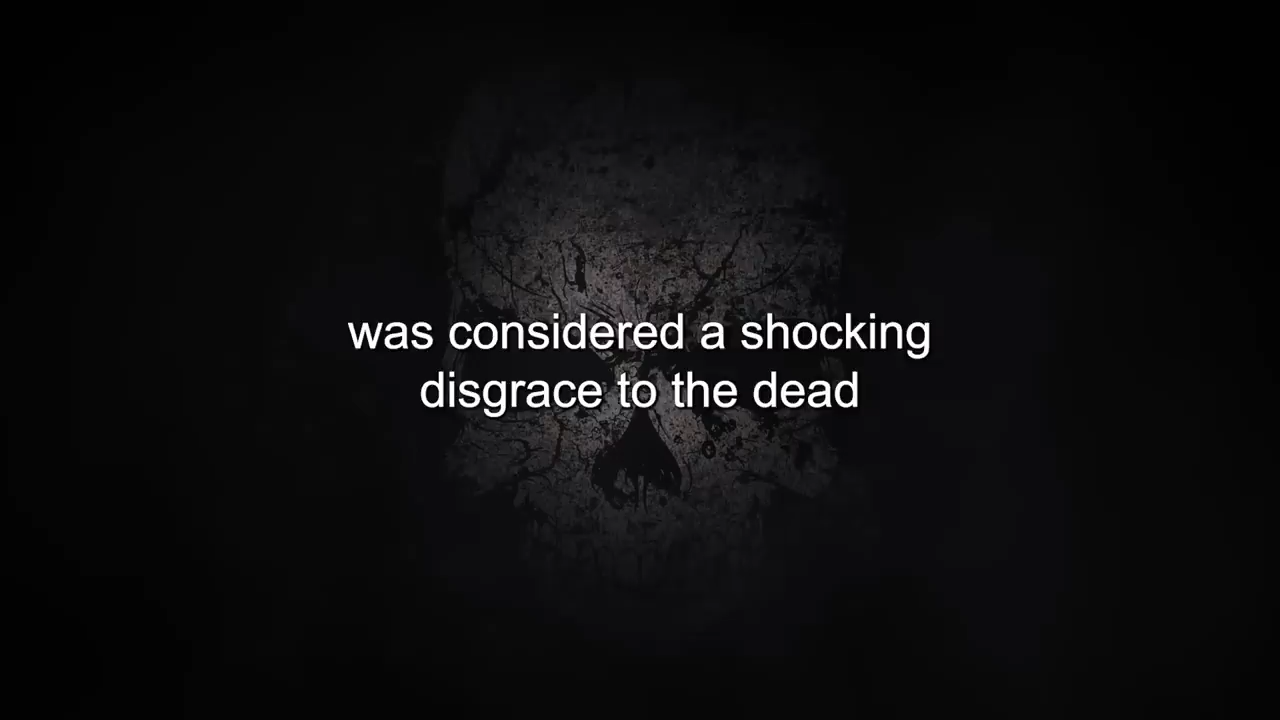 was considered a shocking
disgrace to the dead